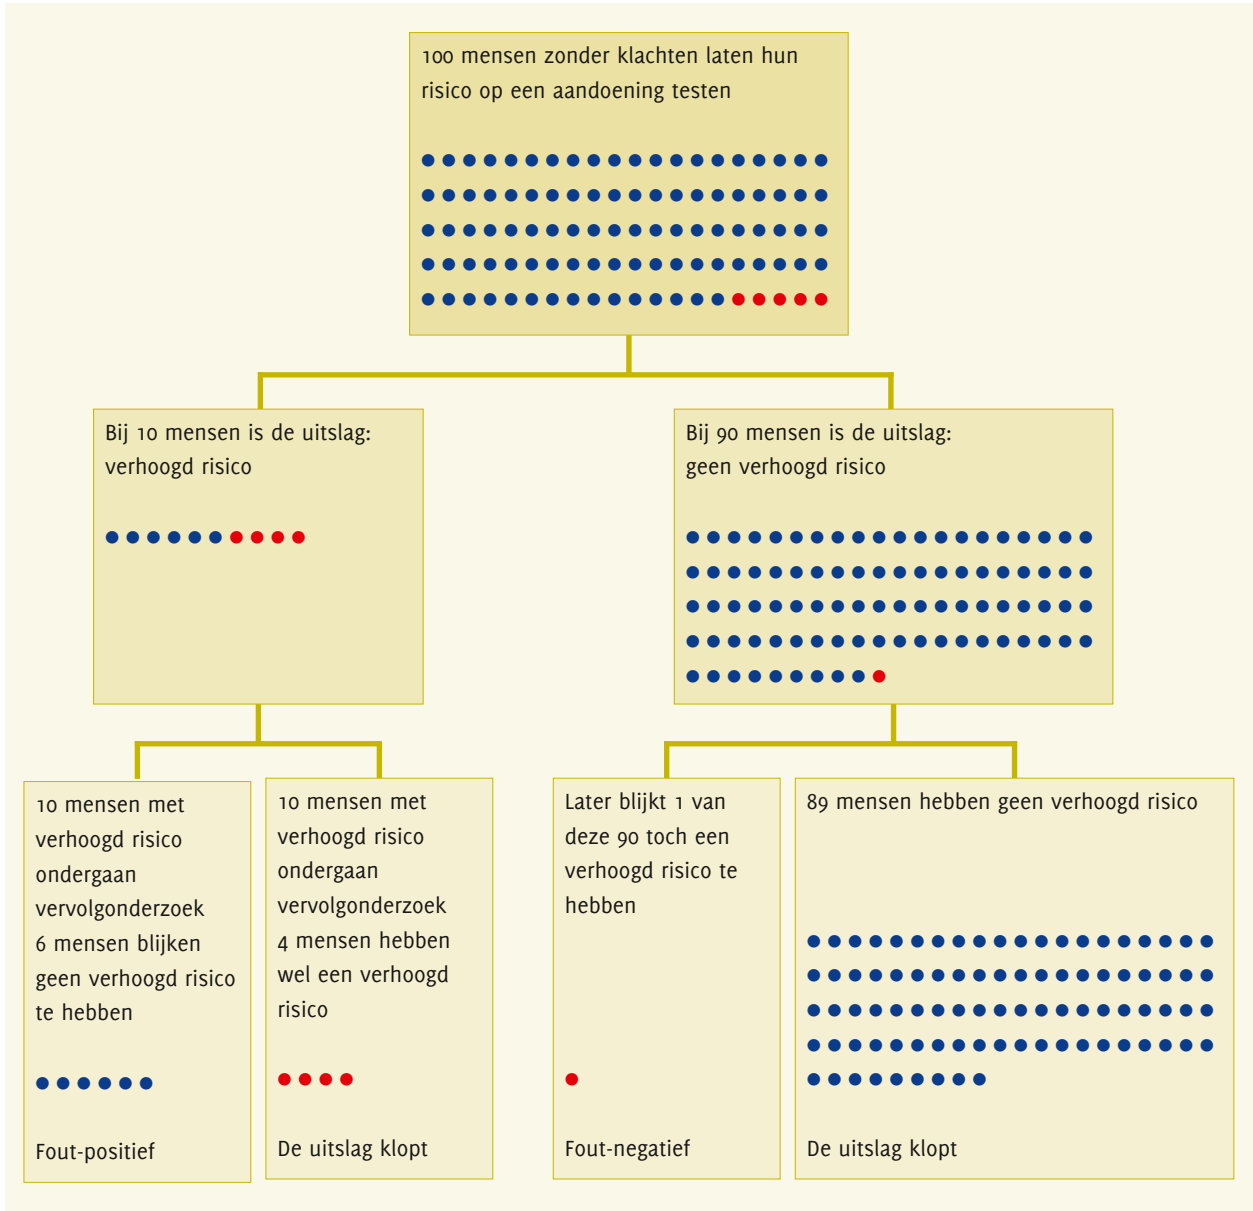 100 mensen zonder klachten laten hun
risico op een aandoening testen
Bij 10 mensen is de uitslag:
verhoogd risico
Bij 90 mensen is de uitslag:
geen verhoogd risico
10 mensen met
verhoogd risico
ondergaan
vervolgonderzoek
6 mensen blijken
geen verhoogd risico
te hebben
Fout-positief
10 mensen met
verhoogd risico
ondergaan
vervolgonderzoek
4 mensen hebben
wel een verhoogd
risico
De uitslag klopt
Later blijkt 1 van
deze 90 toch een
verhoogd risico te
hebben
Fout-negatief
89 mensen hebben geen verhoogd risico
De uitslag klopt